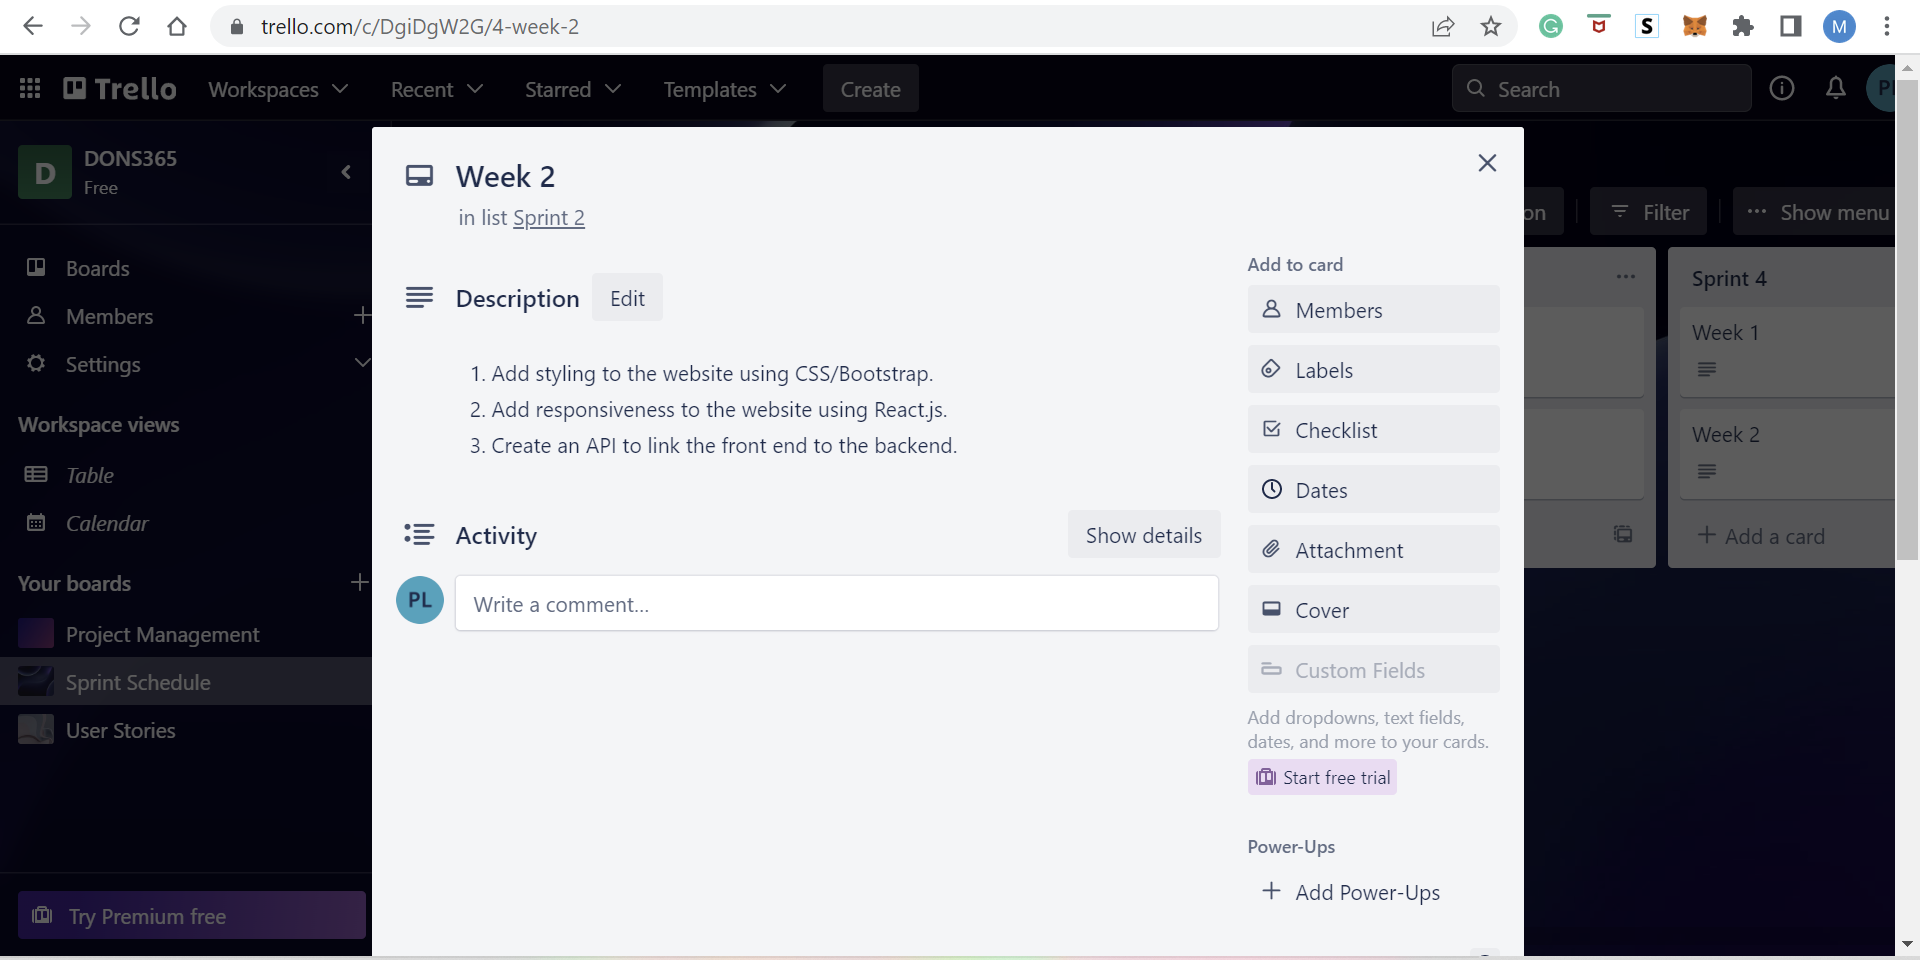 trello.com/c/DgiDgW2G/4-week-2
M
Trello
Workspaces
Recent
Starred
Templates
Create
Search
D
DONS365
Free
Boards
Members
Settings
Workspace views
Table
Calendar
Your boards
Project Management
Sprint Schedule
User Stories
Try Premium free
Week 2
in list Sprint 2
Description
Edit
1. Add styling to the website using CSS/Bootstrap.
2. Add responsiveness to the website using React.js.
3. Create an API to link the front end to the backend.
Activity
Show details
PL
Write a comment...
Add to card
Members
Labels
Checklist
Dates
Attachment
Cover
Custom Fields
Add dropdowns, text fields,
dates, and more to your cards.
Start free trial
Power-Ups
Add Power-Ups
Filter
Show menu
Sprint 4
Week 1
Week 2
Add a card